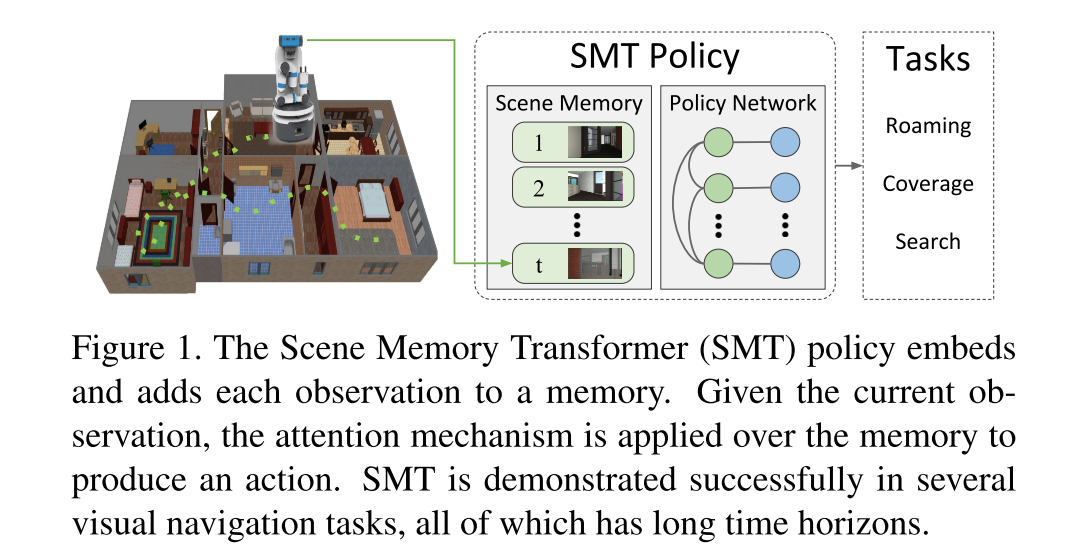 SMT Policy
Scene Memory
1
2
t
Policy Network
Tasks
Roaming
Coverage
Search
Figure 1. The Scene Memory Transformer (SMT) policy embeds
and adds each observation to a memory. Given the current ob-
servation, the attention mechanism is applied over the memory to
produce an action. SMT is demonstrated successfully in several
visual navigation tasks, all of which has long time horizons.